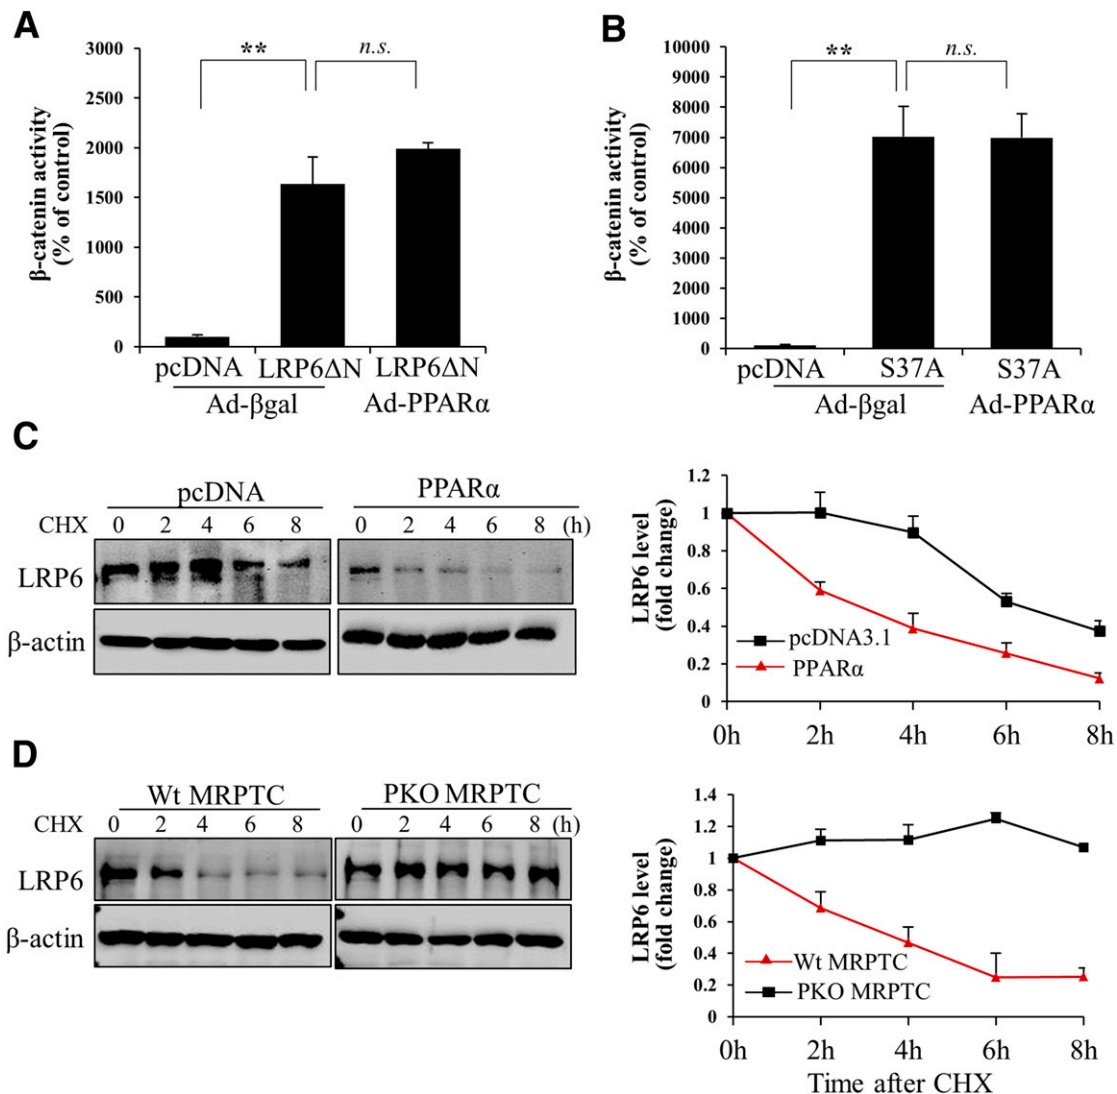 A
β-catenin activity
(% of control)
3000
2500
2000
1500
1000
500
0
**
n.s.
pcDNA LRP6ΔN LRP6ΔN
Ad-βgal Ad-PPARα
B
β-catenin activity
(% of control)
10000
9000
8000
7000
6000
5000
4000
3000
2000
1000
0
**
n.s.
pcDNA S37A S37A
Ad-βgal Ad-PPARα
C
pcDNA PPARα
CHX 0 2 4 6 8 0 2 4 6 8 (h)
LRP6
β-actin
LRP6 level
(fold change)
1.2
1
0.8
0.6
0.4
0.2
0
pcDNA3.1
PPARα
0h 2h 4h 6h 8h
D
Wt MRPTC PKO MRPTC
CHX 0 2 4 6 8 0 2 4 6 8 (h)
LRP6
β-actin
LRP6 level
(fold change)
1.4
1.2
1
0.8
0.6
0.4
0.2
0
Wt MRPTC
PKO MRPTC
0h 2h 4h 6h 8h
Time after CHX